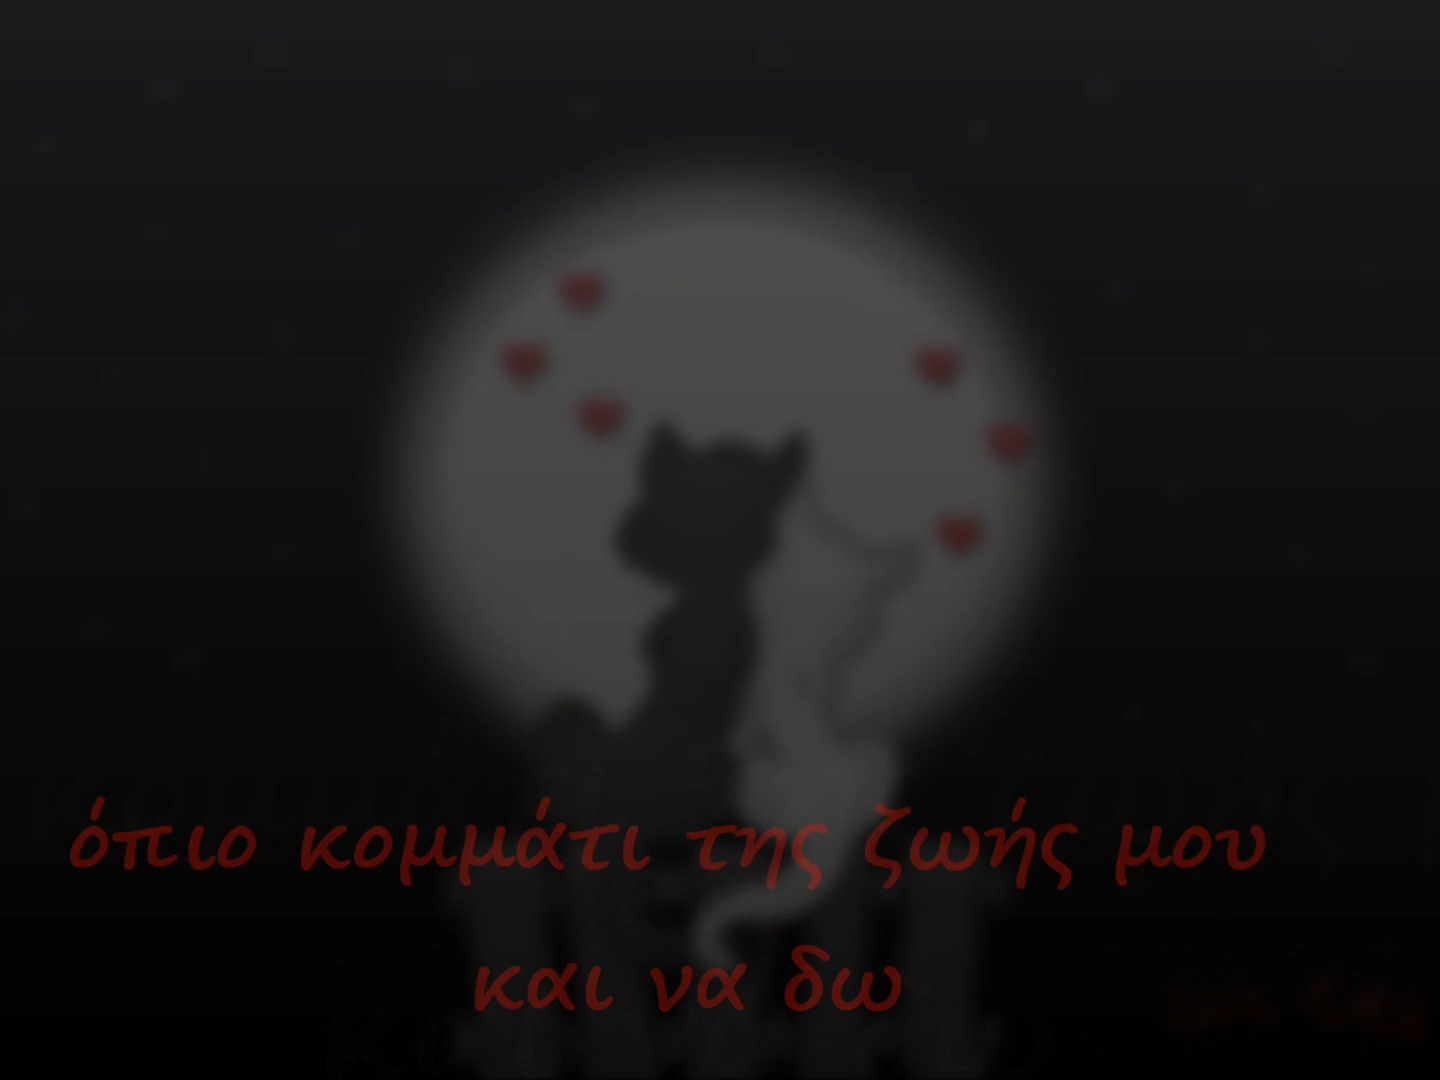 όπιο κομμάτι της ζωής μου
και να δω